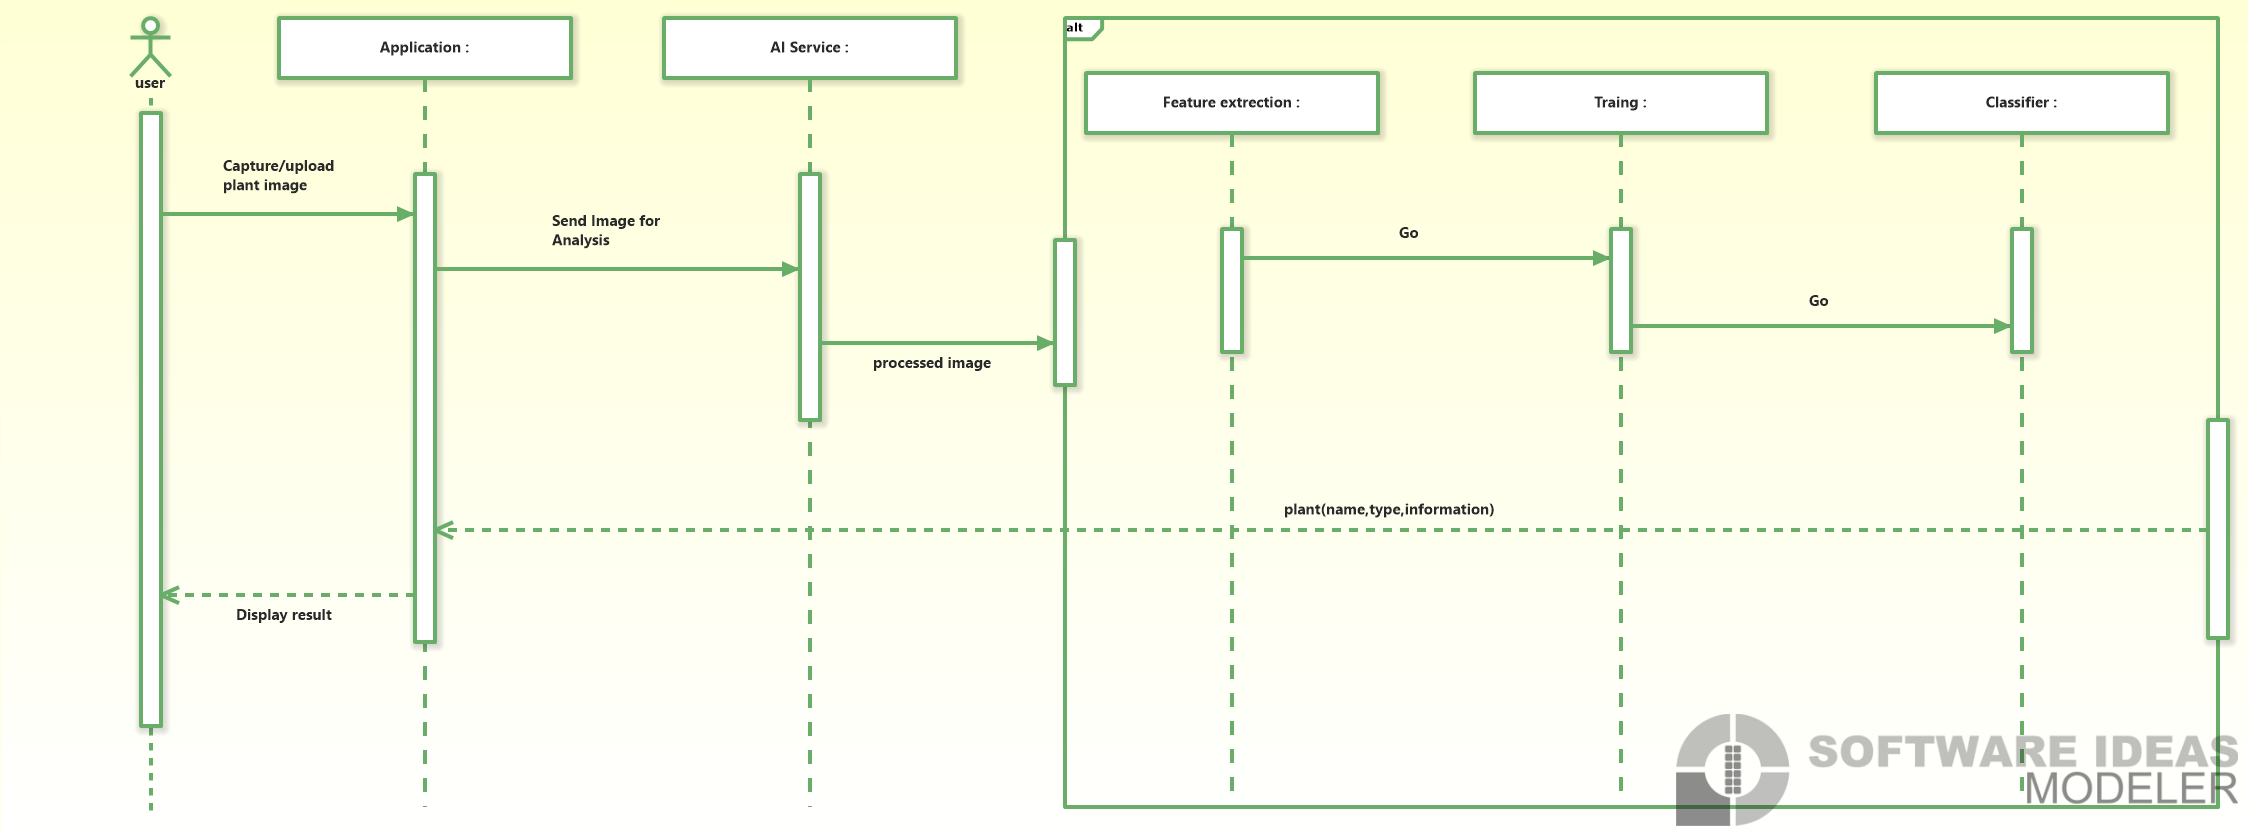 user
Application :
AI Service :
alt
Feature extrection :
Traing :
Classifier :
Capture/upload
plant image
Send Image for
Analysis
processed image
Go
Go
plant(name,type,information)
Display result
SOFTWARE IDEAS
MODELER